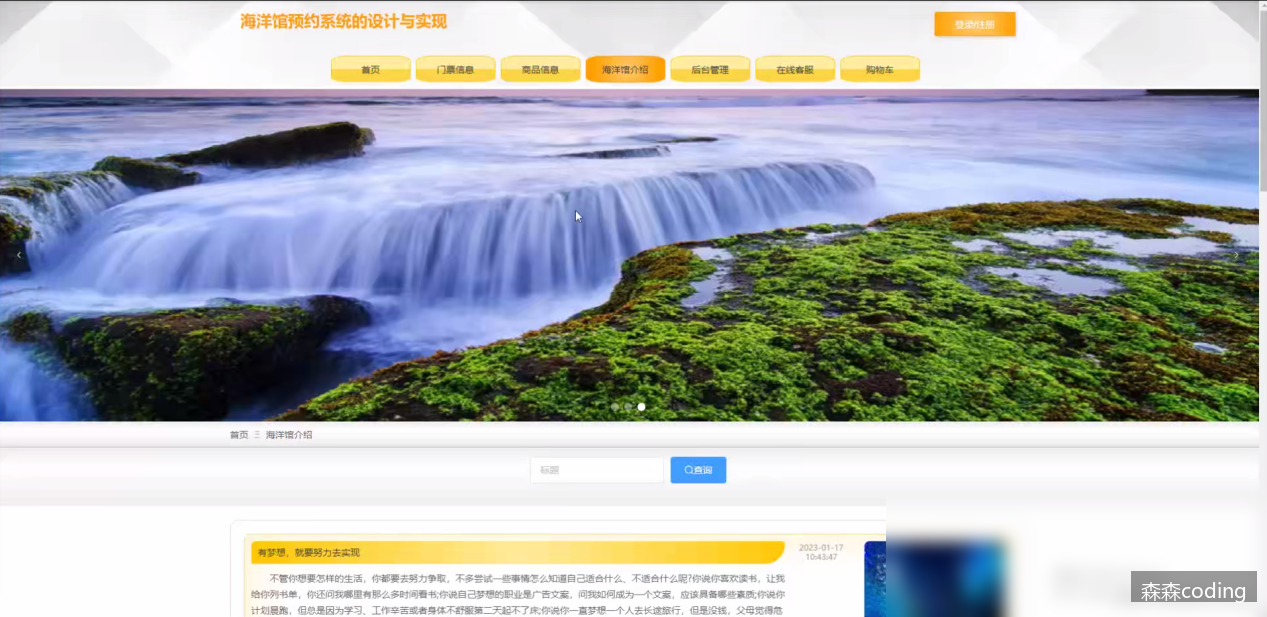 海洋馆预约系统的设计与实现
登录/注册
首页
门票信息
商品信息
海洋馆介绍
后台管理
在线客服
购物车
首页 Ξ 海洋馆介绍
标题
查询
有梦想，就要努力去实现
2023-01-17
10:43:47
不管你想要怎样的生活，你都要去努力争取，不多尝试一些事情怎么知道自己适合什么、不适合什么呢?你说你喜欢读书，让我
给你列书单，你还问我哪里有那么多时间看书;你说自己梦想的职业是广告文案，问我如何成为一个文案，应该具备哪些素质;你说你
计划晨跑，但总是因为学习、工作辛苦或者身体不舒服第二天起不了床;你说你一直梦想一个人去长途旅行，但是没钱，父母觉得危
森森coding